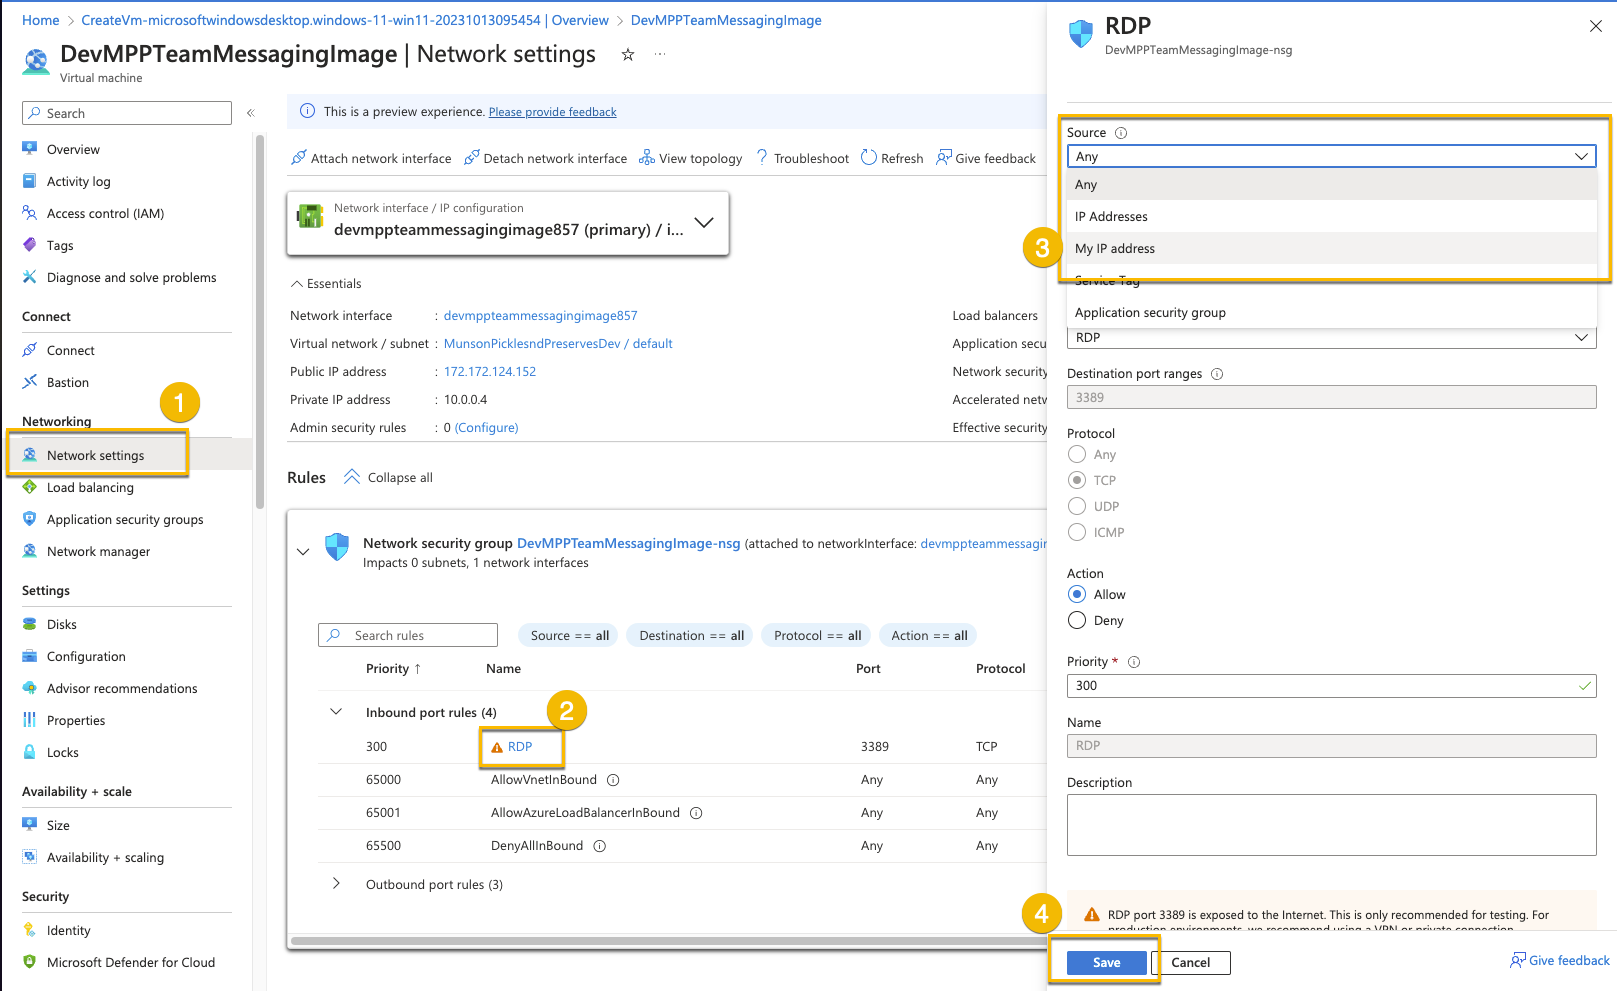 Home > CreateVm-microsoftwindowsdesktop.windows-11-win11-20231013095454 | Overview > DevMPPTeamMessagingImage
DevMPPTeamMessagingImage | Network settings ☆ ...
Virtual machine
Search «
Overview
Activity log
Access control (IAM)
Tags
Diagnose and solve problems
Connect
Connect
Bastion
1
Networking
Network settings
Load balancing
Application security groups
Network manager
Settings
Disks
Configuration
Advisor recommendations
Properties
Locks
Availability + scale
Size
Availability + scaling
Security
Identity
Microsoft Defender for Cloud
This is a preview experience. Please provide feedback
Attach network interface Detach network interface View topology ? Troubleshoot Refresh Give feedback
Network interface / IP configuration
devmppteammessagingimage857 (primary) / i...
Essentials
Network interface : devmppteammessagingimage857
Virtual network / subnet : MunsonPicklesndPreservesDev / default
Public IP address : 172.172.124.152
Private IP address : 10.0.0.4
Admin security rules : 0 (Configure)
Load balancers
Application secu
Network security
Accelerated netw
Effective security
Rules Collapse all
Network security group DevMPPTeamMessagingImage-nsg (attached to networkInterface: devmppteammessagin
Impacts 0 subnets, 1 network interfaces
Search rules Source == all Destination == all Protocol == all Action == all
Priority ↑ Name Port Protocol
Inbound port rules (4) 2
300 RDP 3389 TCP
65000 AllowVnetInBound Any Any
65001 AllowAzureLoadBalancerInBound Any Any
65500 DenyAllInBound Any Any
Outbound port rules (3)
RDP
DevMPPTeamMessagingImage-nsg
Source
Any
Any
IP Addresses
3 My IP address
Service Tag
Application security group
RDP
Destination port ranges
3389
Protocol
Any
TCP
UDP
ICMP
Action
Allow
Deny
Priority *
300
Name
RDP
Description
RDP port 3389 is exposed to the Internet. This is only recommended for testing. For
production environments, we recommend using a VPN or private connection.
4
Save Cancel Give feedback